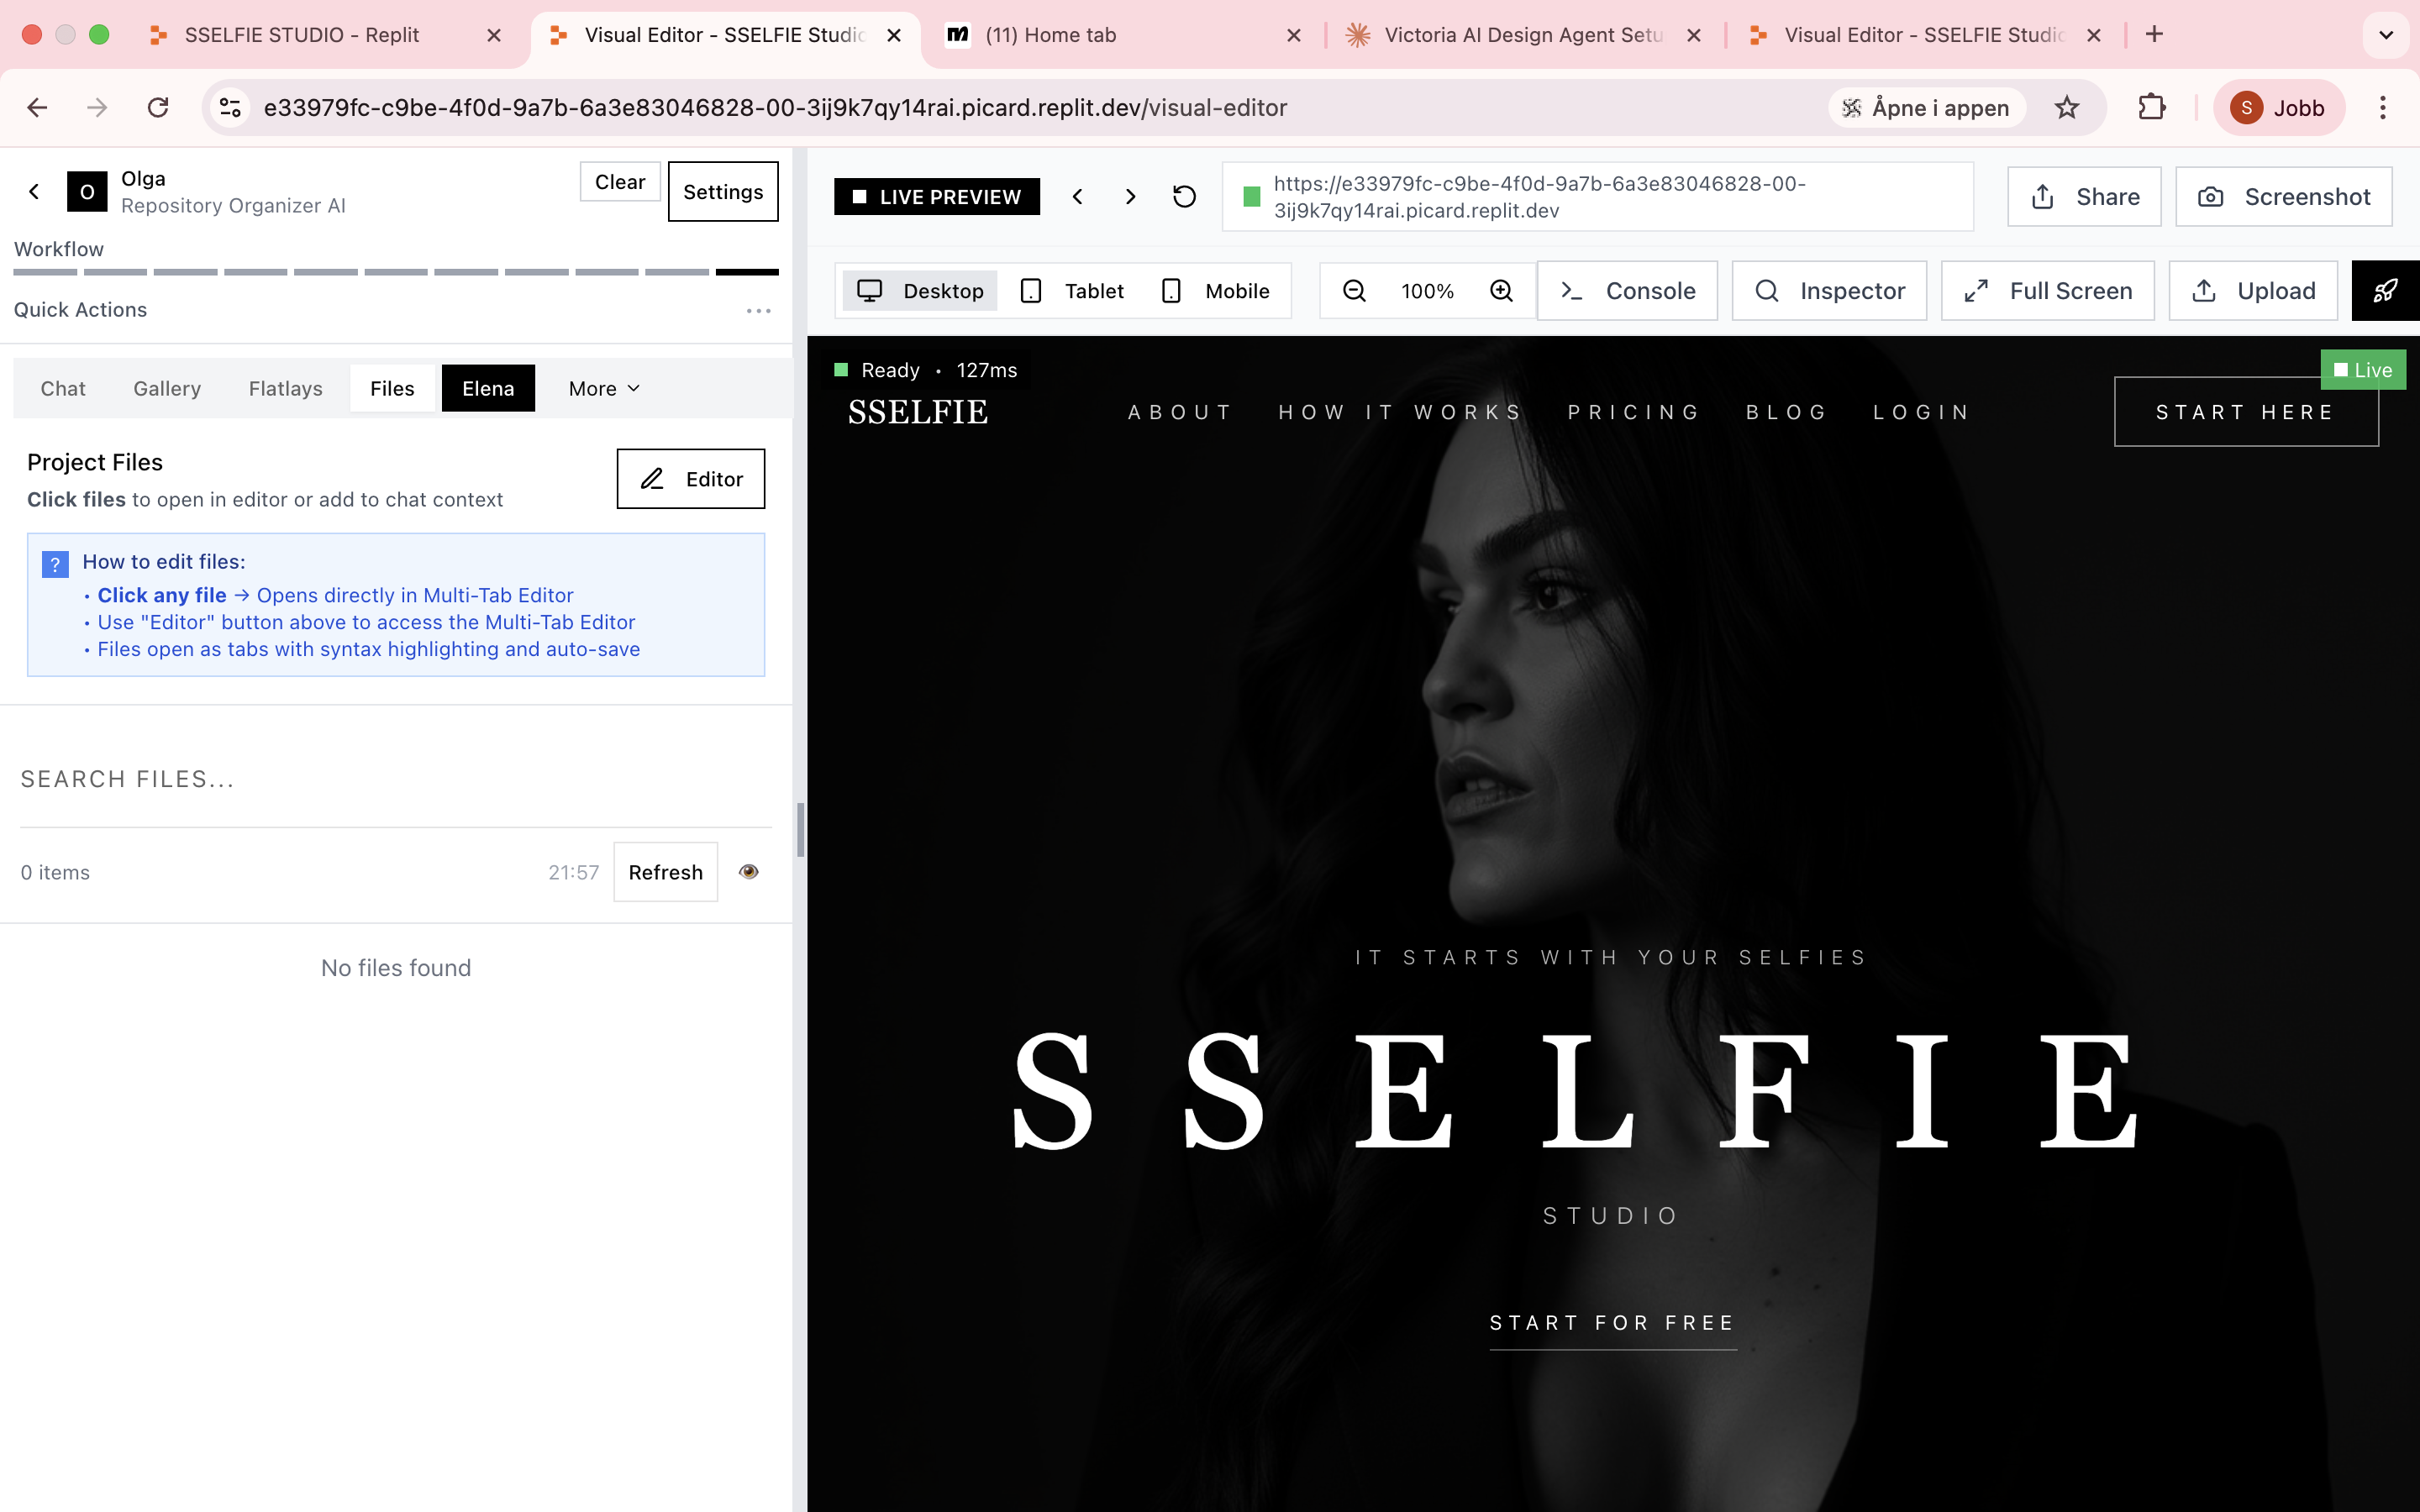 SSELFIE STUDIO - Replit
Visual Editor - SSELFIE Studio
(11) Home tab
Victoria AI Design Agent Setu
Visual Editor - SSELFIE Studio
e33979fc-c9be-4f0d-9a7b-6a3e83046828-00-3ij9k7qy14rai.picard.replit.dev/visual-editor
Åpne i appen
S
Jobb
O
Olga
Repository Organizer AI
Clear
Settings
Workflow
Quick Actions
...
Chat
Gallery
Flatlays
Files
Elena
More
Project Files
Click files to open in editor or add to chat context
Editor
?
How to edit files:
• Click any file → Opens directly in Multi-Tab Editor
• Use "Editor" button above to access the Multi-Tab Editor
• Files open as tabs with syntax highlighting and auto-save
SEARCH FILES...
0 items
21:57
Refresh
No files found
LIVE PREVIEW
https://e33979fc-c9be-4f0d-9a7b-6a3e83046828-00-
3ij9k7qy14rai.picard.replit.dev
Share
Screenshot
Desktop
Tablet
Mobile
100%
Console
Inspector
Full Screen
Upload
Ready • 127ms
Live
SSELFIE
ABOUT
HOW IT WORKS
PRICING
BLOG
LOGIN
START HERE
IT STARTS WITH YOUR SELFIES
SSELFIE
STUDIO
START FOR FREE